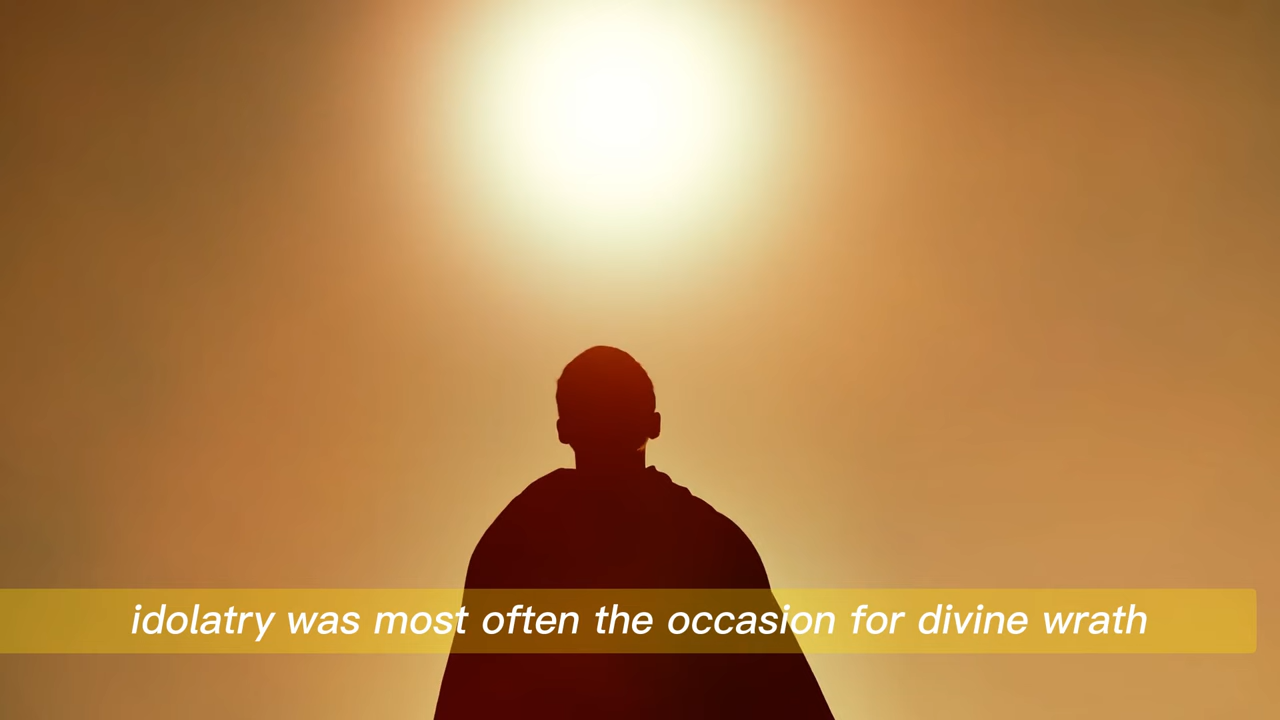 idolatry was most often the occasion for divine wrath